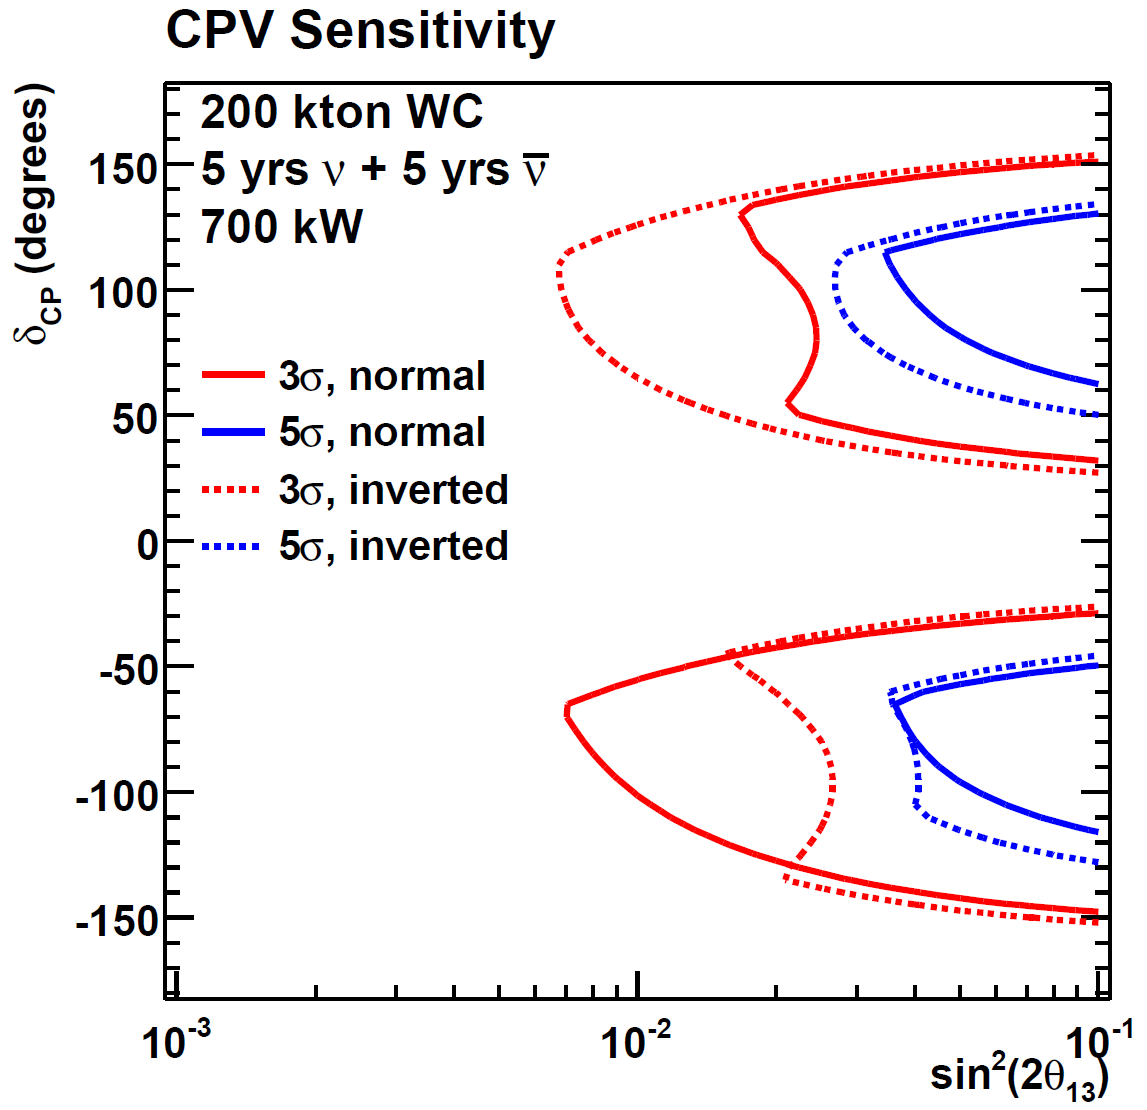 CPV Sensitivity
200 kton WC
5 yrs ν + 5 yrs ν̅
700 kW
δCP (degrees)
150
100
50
0
-50
-100
-150
3σ, normal
5σ, normal
3σ, inverted
5σ, inverted
10⁻³
10⁻²
10⁻¹
sin²(2θ₁₃)